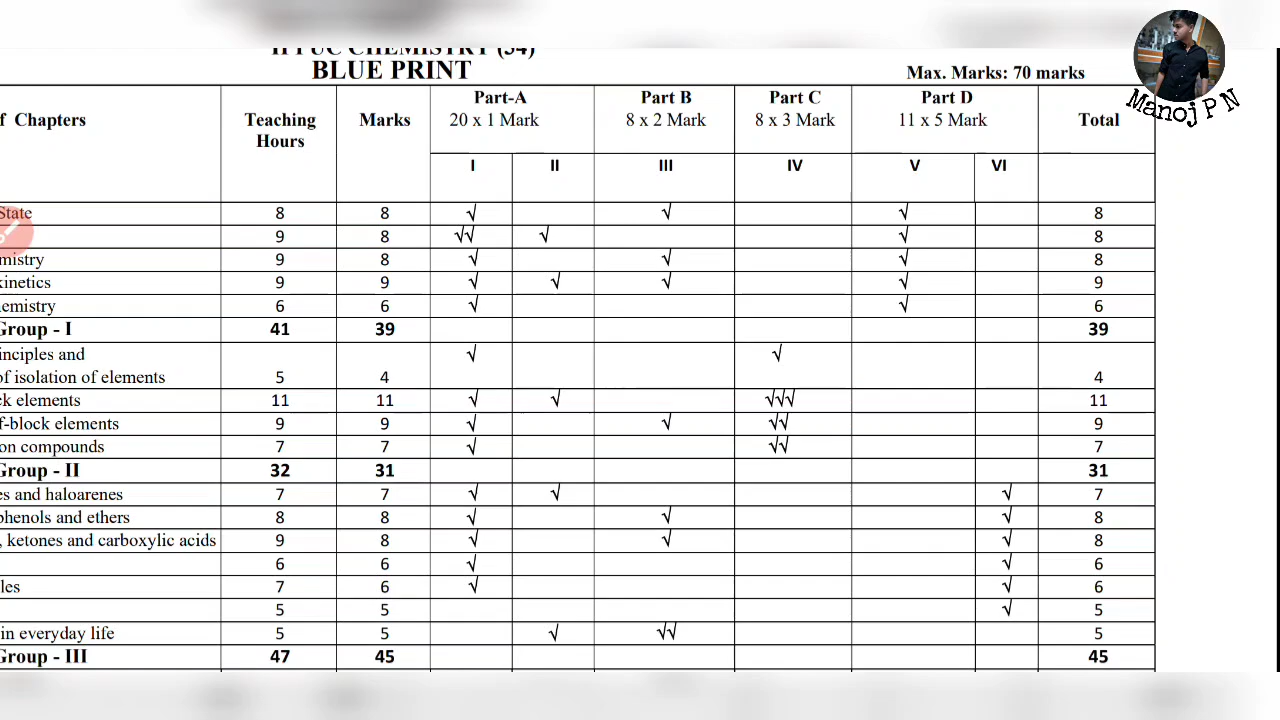 II PUC CHEMISTRY (34)
BLUE PRINT
Max. Marks: 70 marks
Manoj P N
f Chapters Teaching Hours Marks Part-A 20 x 1 Mark Part B 8 x 2 Mark Part C 8 x 3 Mark Part D 11 x 5 Mark Total
I II III IV V VI
State 8 8 √ √ √ 8
9 8 √√ √ √ 8
mistry 9 8 √ √ √ 8
kinetics 9 9 √ √ √ √ 9
emistry 6 6 √ √ 6
Group - I 41 39 39
inciples and √ √
of isolation of elements 5 4 4
ck elements 11 11 √ √ √√√ 11
f-block elements 9 9 √ √ √√ 9
on compounds 7 7 √ √√ 7
Group - II 32 31 31
es and haloarenes 7 7 √ √ √ 7
phenols and ethers 8 8 √ √ √ 8
, ketones and carboxylic acids 9 8 √ √ √ 8
6 6 √ √ 6
les 7 6 √ √ 6
5 5 √ 5
in everyday life 5 5 √ √√ 5
Group - III 47 45 45